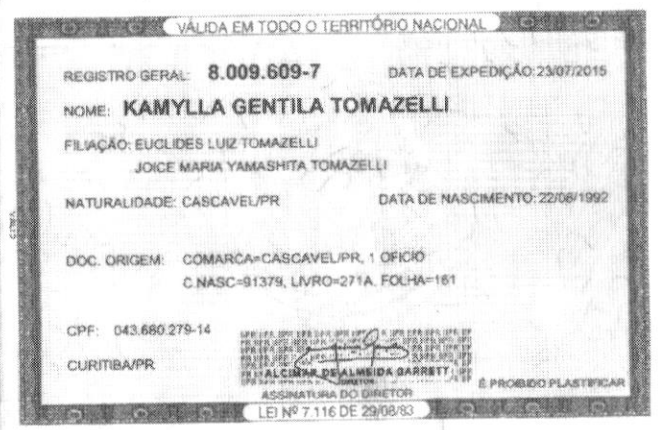 VÁLIDA EM TODO O TERRITÓRIO NACIONAL
REGISTRO GERAL: 8.009.609-7 DATA DE EXPEDIÇÃO: 23/07/2015
NOME: KAMYLLA GENTILA TOMAZELLI
FILIAÇÃO: EUCLIDES LUIZ TOMAZELLI
JOICE MARIA YAMASHITA TOMAZELLI
NATURALIDADE: CASCAVEL/PR DATA DE NASCIMENTO: 22/08/1992
DOC. ORIGEM: COMARCA=CASCAVEL/PR, 1 OFICIO
C.NASC=91379, LIVRO=271A, FOLHA=161
CPF: 043.680.279-14
CURITIBA/PR
ALCIMAR DE ALMEIDA GARRETT
DIRETOR
É PROIBIDO PLASTIFICAR
ASSINATURA DO DIRETOR
LEI Nº 7.116 DE 29/08/83